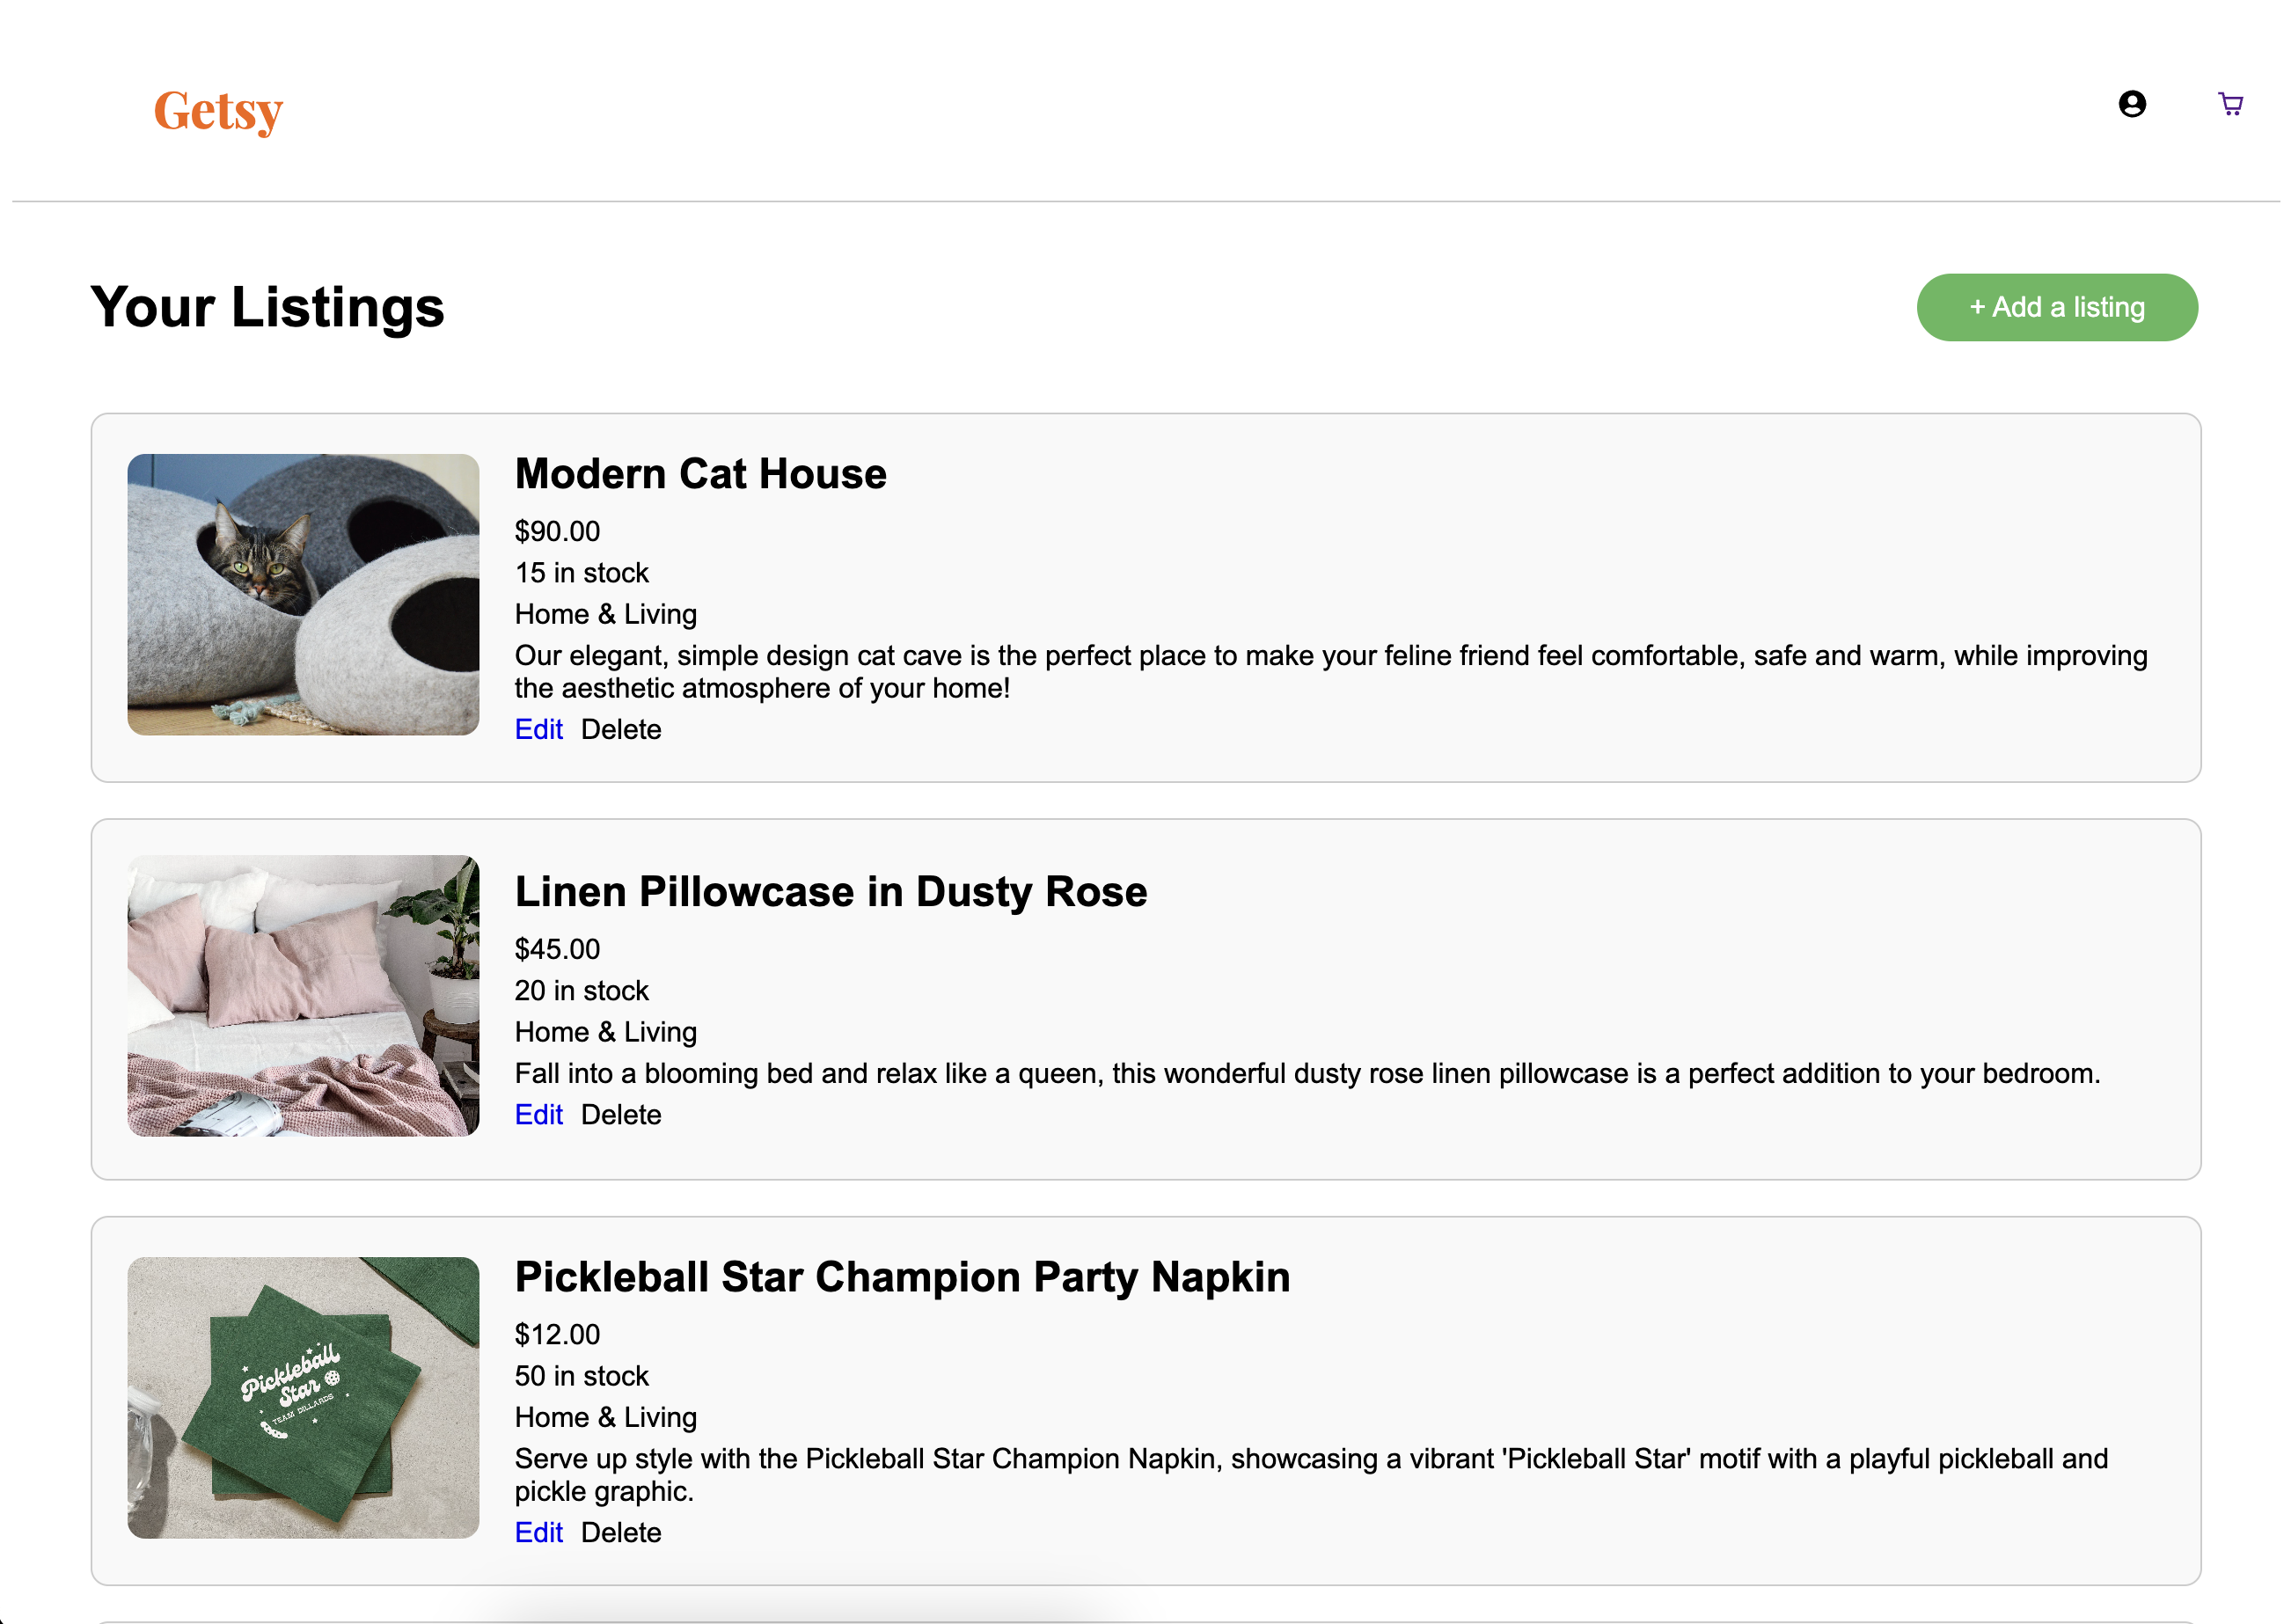 Getsy
Your Listings
+ Add a listing
Modern Cat House
$90.00
15 in stock
Home & Living
Our elegant, simple design cat cave is the perfect place to make your feline friend feel comfortable, safe and warm, while improving
the aesthetic atmosphere of your home!
Edit Delete
Linen Pillowcase in Dusty Rose
$45.00
20 in stock
Home & Living
Fall into a blooming bed and relax like a queen, this wonderful dusty rose linen pillowcase is a perfect addition to your bedroom.
Edit Delete
Pickleball Star Champion Party Napkin
$12.00
50 in stock
Home & Living
Serve up style with the Pickleball Star Champion Napkin, showcasing a vibrant 'Pickleball Star' motif with a playful pickleball and
pickle graphic.
Edit Delete
Pickleball
Star
TEAM DILLARDS